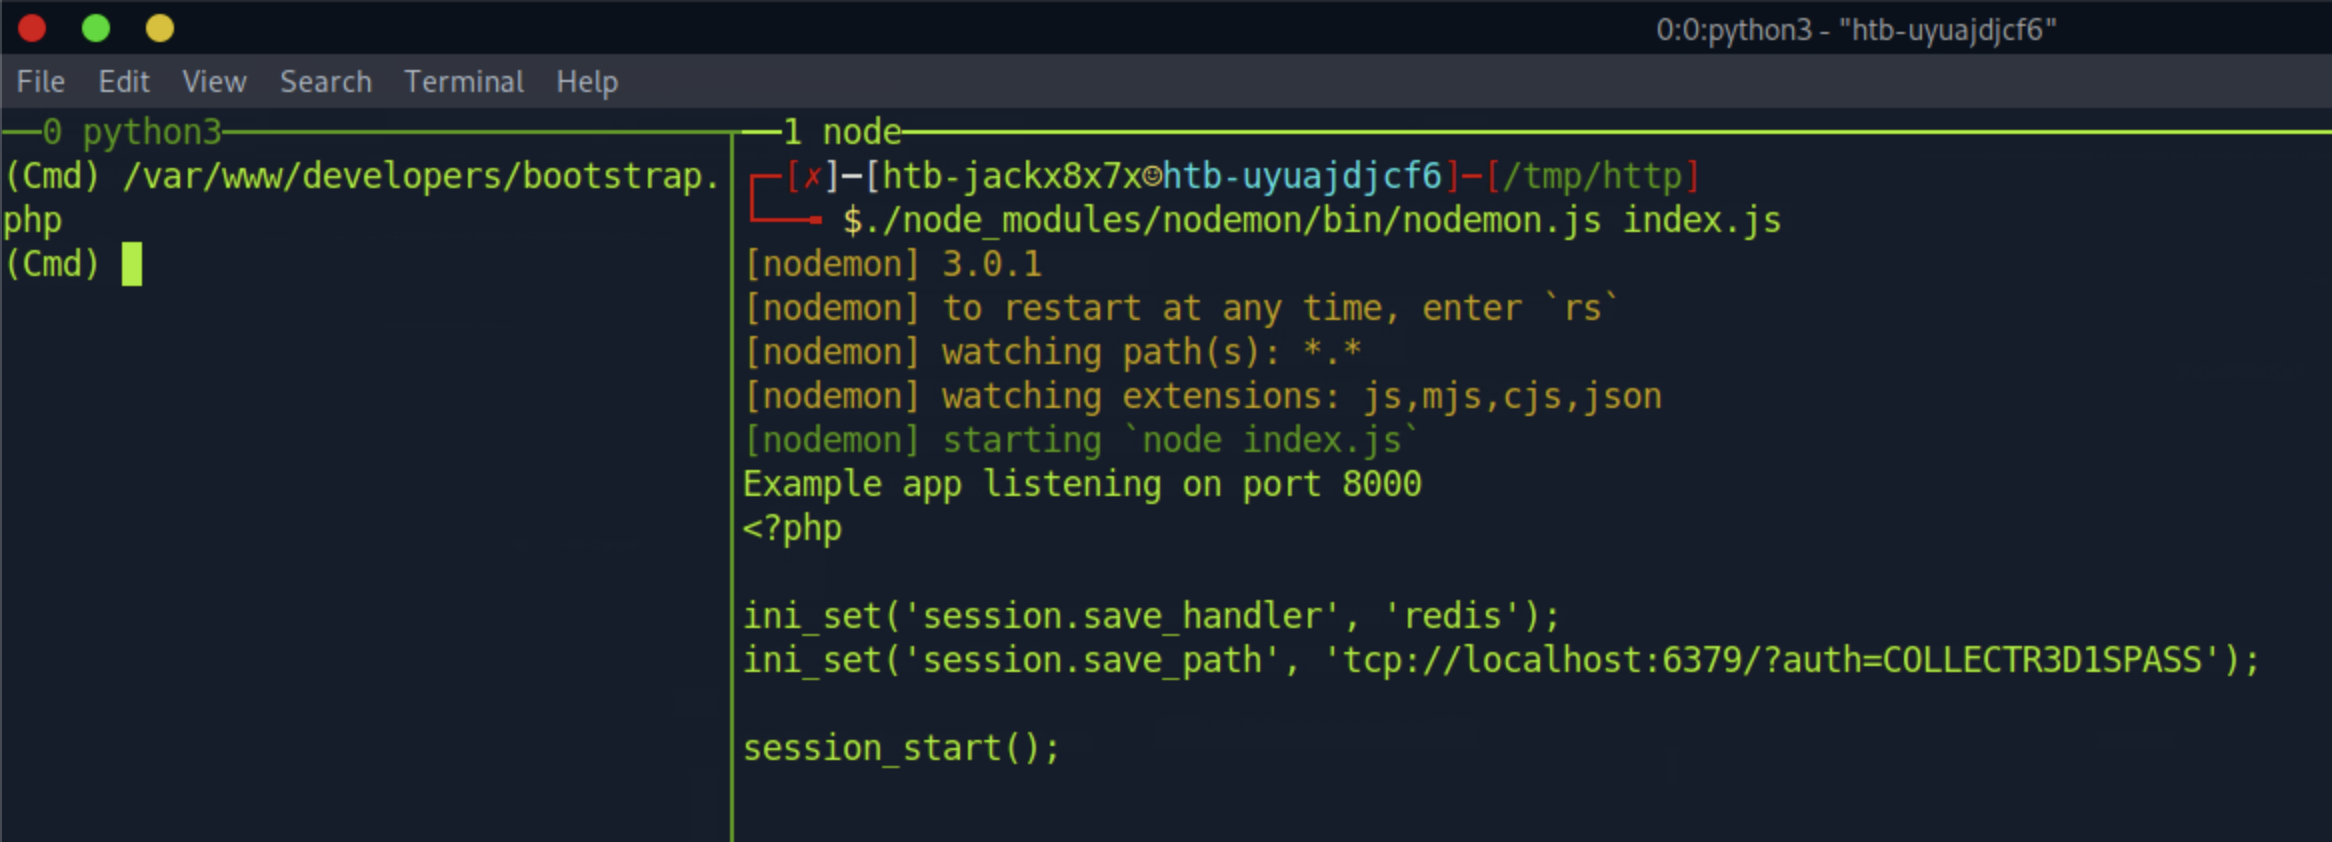 0:0:python3 - "htb-uyuajdjcf6"
File Edit View Search Terminal Help
0 python3
(Cmd) /var/www/developers/bootstrap.
php
(Cmd)
1 node
[✗]─[htb-jackx8x7x☺htb-uyuajdjcf6]─[/tmp/http]
$./node_modules/nodemon/bin/nodemon.js index.js
[nodemon] 3.0.1
[nodemon] to restart at any time, enter `rs`
[nodemon] watching path(s): *.*
[nodemon] watching extensions: js,mjs,cjs,json
[nodemon] starting `node index.js`
Example app listening on port 8000
<?php
ini_set('session.save_handler', 'redis');
ini_set('session.save_path', 'tcp://localhost:6379/?auth=COLLECTR3D1SPASS');
session_start();